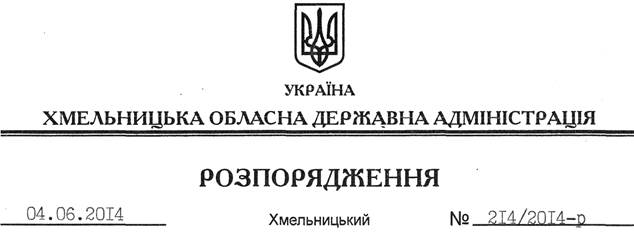 УКРАЇНА
ХМЕЛЬНИЦЬКА ОБЛАСНА ДЕРЖАВНА АДМІНІСТРАЦІЯ
РОЗПОРЯДЖЕННЯ
04.06.2014 Хмельницький № 214/2014-р